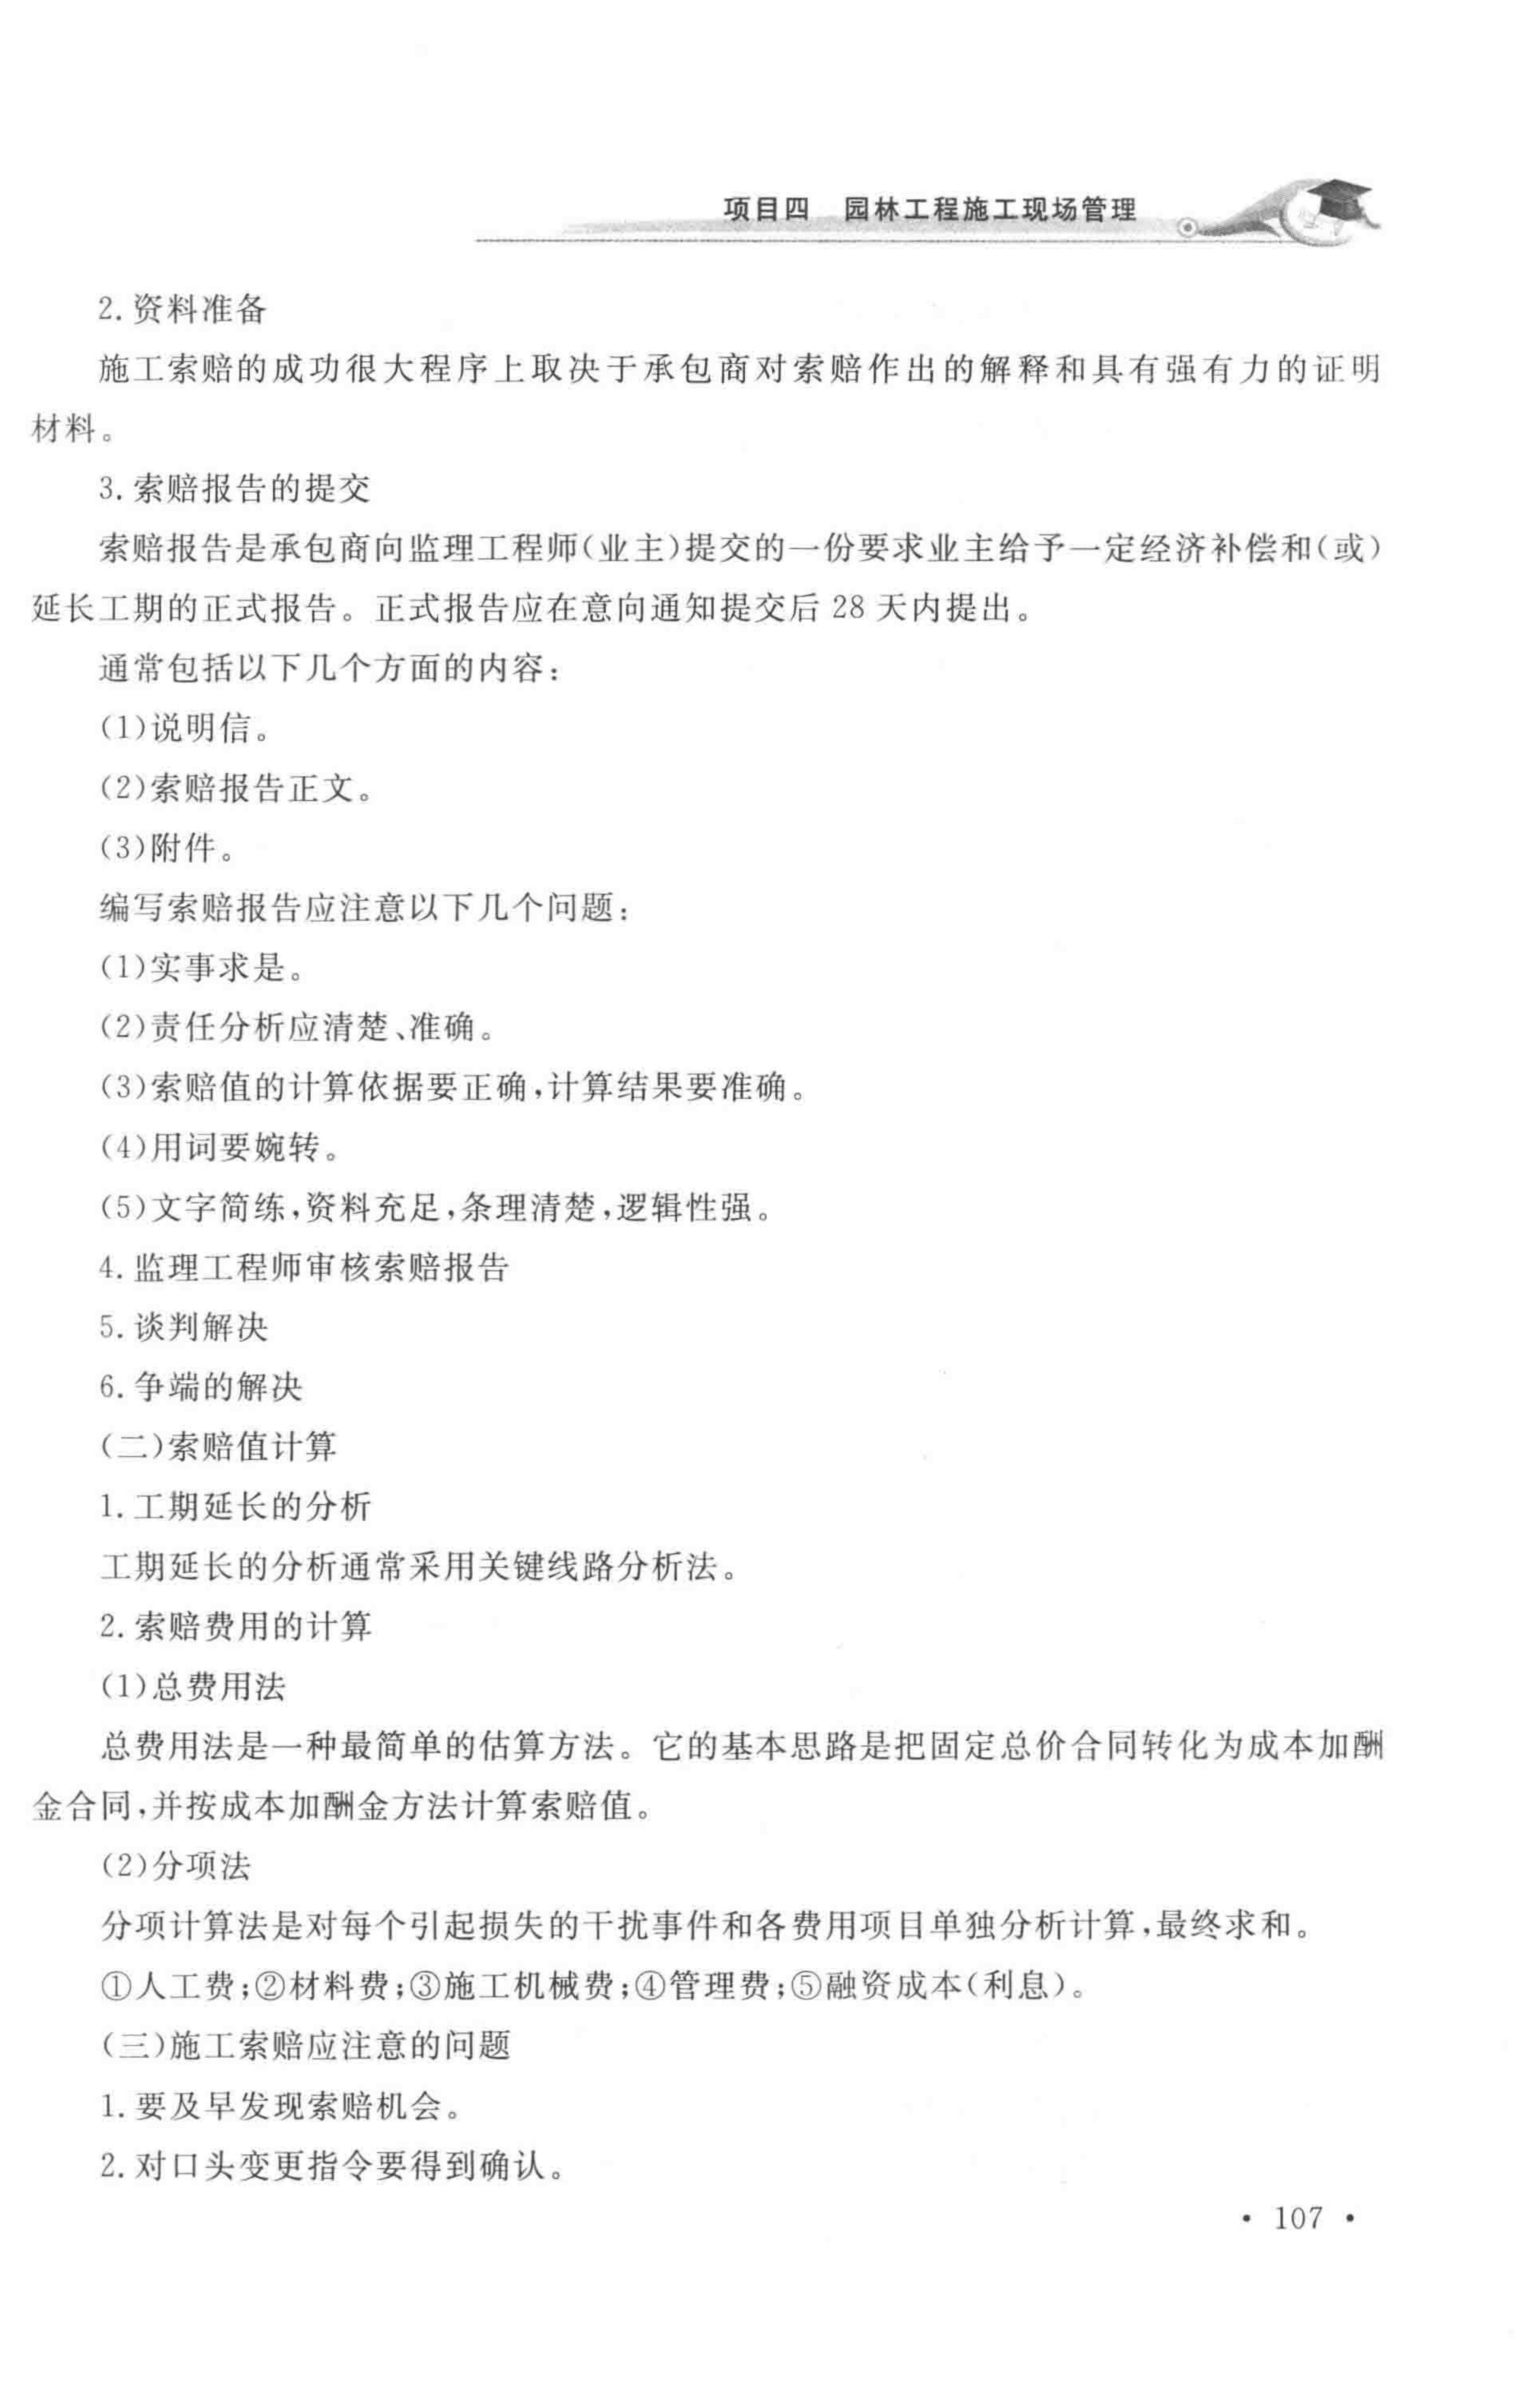 项目四 园林工程施工现场管理
2. 资料准备
施工索赔的成功很大程序上取决于承包商对索赔作出的解释和具有强有力的证明
材料。
3. 索赔报告的提交
索赔报告是承包商向监理工程师(业主)提交的一份要求业主给予一定经济补偿和(或)
延长工期的正式报告。正式报告应在意向通知提交后 28 天内提出。
通常包括以下几个方面的内容:
(1)说明信。
(2)索赔报告正文。
(3)附件。
编写索赔报告应注意以下几个问题:
(1)实事求是。
(2)责任分析应清楚、准确。
(3)索赔值的计算依据要正确,计算结果要准确。
(4)用词要婉转。
(5)文字简练,资料充足,条理清楚,逻辑性强。
4. 监理工程师审核索赔报告
5. 谈判解决
6. 争端的解决
(二)索赔值计算
1. 工期延长的分析
工期延长的分析通常采用关键线路分析法。
2. 索赔费用的计算
(1)总费用法
总费用法是一种最简单的估算方法。它的基本思路是把固定总价合同转化为成本加酬
金合同,并按成本加酬金方法计算索赔值。
(2)分项法
分项计算法是对每个引起损失的干扰事件和各费用项目单独分析计算,最终求和。
①人工费;②材料费;③施工机械费;④管理费;⑤融资成本(利息)。
(三)施工索赔应注意的问题
1. 要及早发现索赔机会。
2. 对口头变更指令要得到确认。
• 107 •